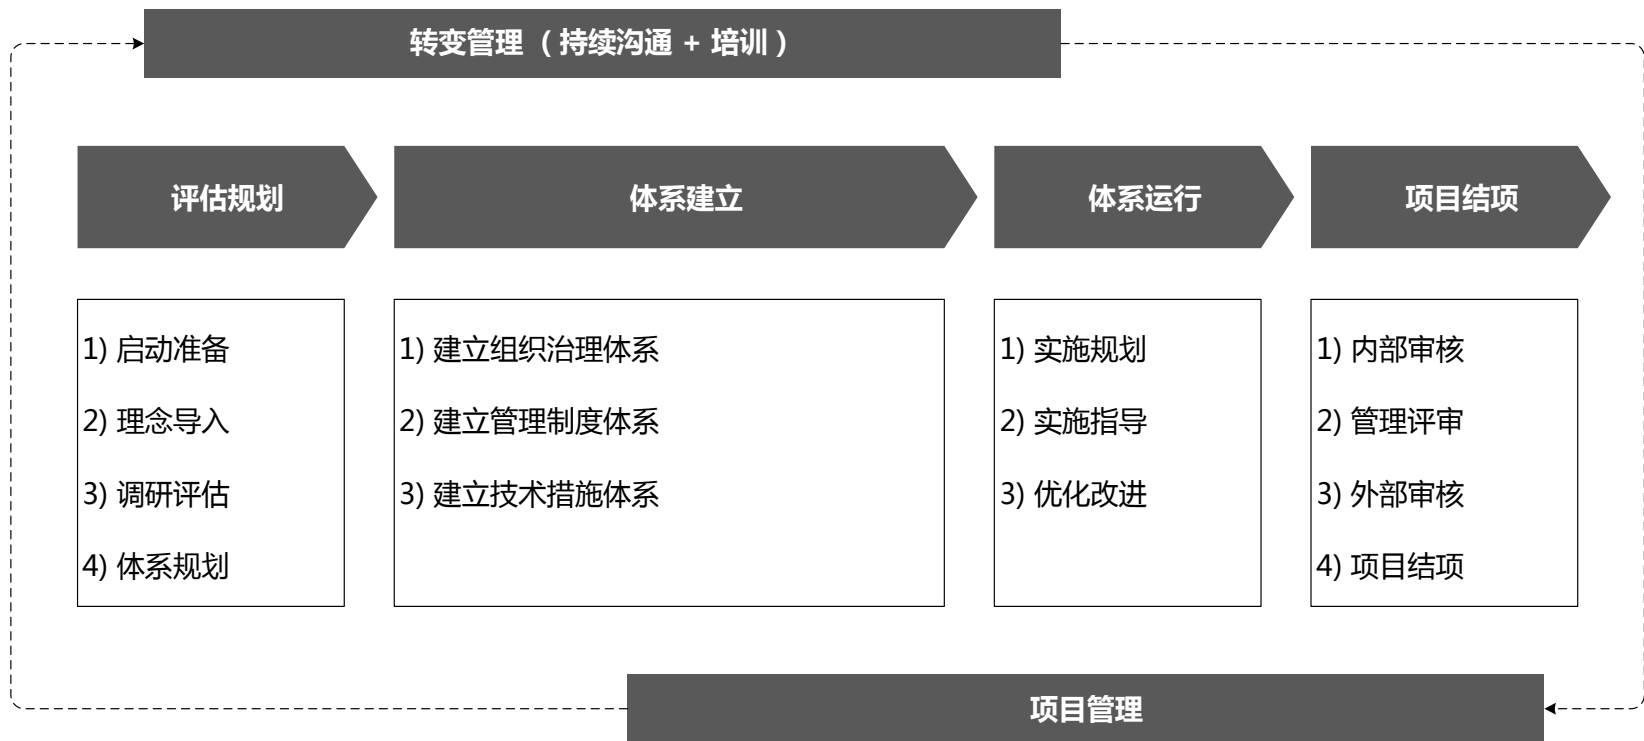 转变管理（持续沟通 + 培训）
评估规划
体系建立
体系运行
项目结项
1) 启动准备
2) 理念导入
3) 调研评估
4) 体系规划
1) 建立组织治理体系
2) 建立管理制度体系
3) 建立技术措施体系
1) 实施规划
2) 实施指导
3) 优化改进
1) 内部审核
2) 管理评审
3) 外部审核
4) 项目结项
项目管理